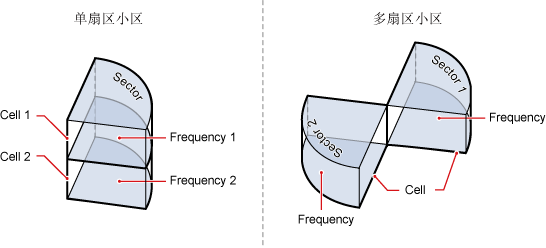 单扇区小区
多扇区小区
Sector
Cell 1
Frequency 1
Cell 2
Frequency 2
Sector 1
Frequency
Sector 2
Cell
Frequency